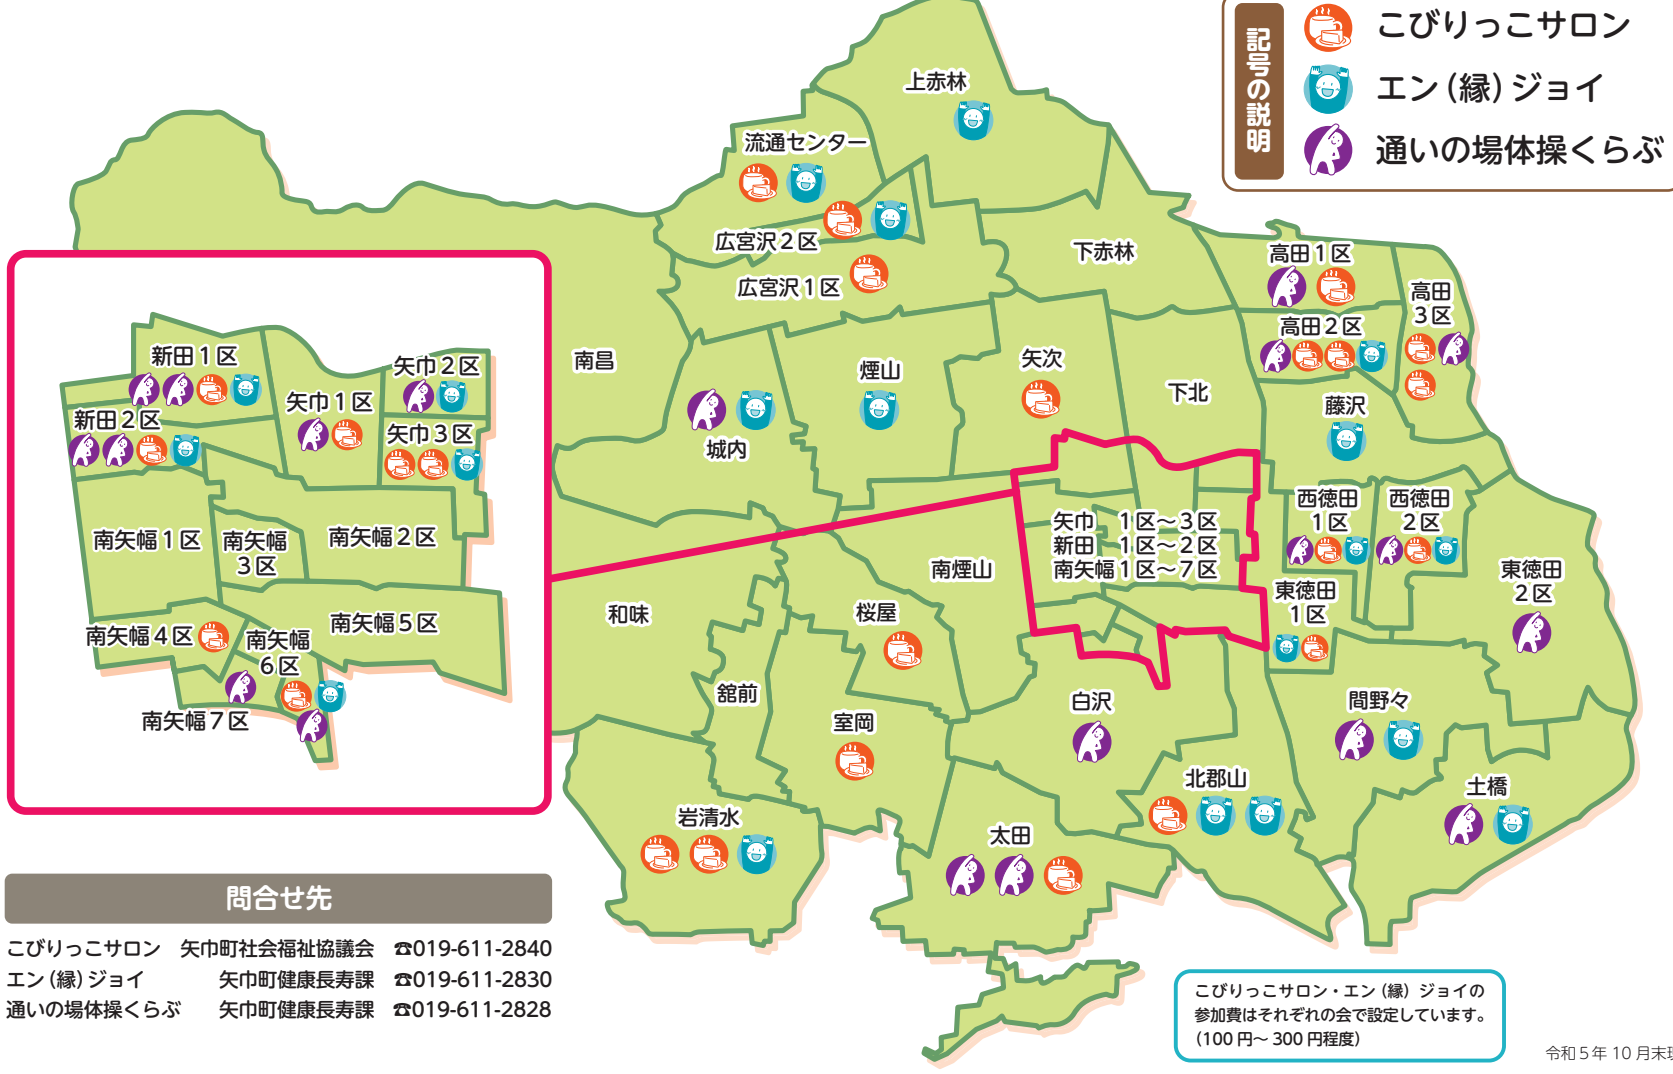 記号の説明
こびりっこサロン
エン(縁)ジョイ
通いの場体操くらぶ
上赤林
流通センター
広宮沢2区
広宮沢1区
下赤林
高田1区
高田
3区
高田2区
南昌
煙山
矢次
下北
藤沢
城内
西徳田
1区
西徳田
2区
矢巾 1区〜3区
新田 1区〜2区
南矢幅1区〜7区
南煙山
東徳田
1区
東徳田
2区
和味
桜屋
舘前
室岡
白沢
間野々
北郡山
土橋
岩清水
太田
新田1区
矢巾2区
矢巾1区
新田2区
矢巾3区
南矢幅1区
南矢幅
3区
南矢幅2区
南矢幅4区
南矢幅
6区
南矢幅5区
南矢幅7区
問合せ先
こびりっこサロン 矢巾町社会福祉協議会 ☎019-611-2840
エン(縁)ジョイ 矢巾町健康長寿課 ☎019-611-2830
通いの場体操くらぶ 矢巾町健康長寿課 ☎019-611-2828
こびりっこサロン・エン(縁)ジョイの
参加費はそれぞれの会で設定しています。
(100円〜300円程度)
令和5年10月末